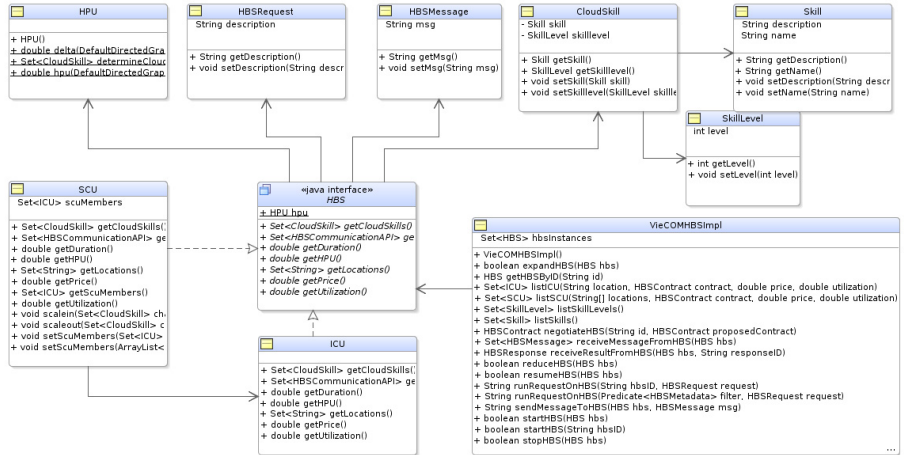 HPU
+ HPU()
+ double delta(DefaultDirectedGra
+ Set<CloudSkill> determineClou
+ double hpu(DefaultDirectedGrap
HBSRequest
String description
+ String getDescription()
+ void setDescription(String descr
HBSMessage
String msg
+ String getMsg()
+ void setMsg(String msg)
CloudSkill
- Skill skill
- SkillLevel skilllevel
+ Skill getSkill()
+ SkillLevel getSkilllevel()
+ void setSkill(Skill skill)
+ void setSkilllevel(SkillLevel skillle
Skill
String description
String name
+ String getDescription()
+ String getName()
+ void setDescription(String descr
+ void setName(String name)
SkillLevel
int level
+ int getLevel()
+ void setLevel(int level)
SCU
Set<ICU> scuMembers
+ Set<CloudSkill> getCloudSkills()
+ Set<HBSCommunicationAPI> ge
+ double getDuration()
+ double getHPU()
+ Set<String> getLocations()
+ double getPrice()
+ Set<ICU> getScuMembers()
+ double getUtilization()
+ void scalein(Set<CloudSkill> ch
+ void scaleout(Set<CloudSkill> c
+ void setScuMembers(Set<ICU>
+ void setScuMembers(ArrayList<
«java interface»
HBS
+ HPU hpu
+ Set<CloudSkill> getCloudSkills()
+ Set<HBSCommunicationAPI> ge
+ double getDuration()
+ double getHPU()
+ Set<String> getLocations()
+ double getPrice()
+ double getUtilization()
ICU
+ Set<CloudSkill> getCloudSkills()
+ Set<HBSCommunicationAPI> ge
+ double getDuration()
+ double getHPU()
+ Set<String> getLocations()
+ double getPrice()
+ double getUtilization()
VieCOMHBSImpl
Set<HBS> hbsInstances
+ VieCOMHBSImpl()
+ boolean expandHBS(HBS hbs)
+ HBS getHBSByID(String id)
+ Set<ICU> listICU(String location, HBSContract contract, double price, double utilization)
+ Set<SCU> listSCU(String[] locations, HBSContract contract, double price, double utilization)
+ Set<SkillLevel> listSkillLevels()
+ Set<Skill> listSkills()
+ HBSContract negotiateHBS(String id, HBSContract proposedContract)
+ Set<HBSMessage> receiveMessageFromHBS(HBS hbs)
+ HBSResponse receiveResultFromHBS(HBS hbs, String responseID)
+ boolean reduceHBS(HBS hbs)
+ boolean resumeHBS(HBS hbs)
+ String runRequestOnHBS(String hbsID, HBSRequest request)
+ String runRequestOnHBS(Predicate<HBSMetadata> filter, HBSRequest request)
+ String sendMessageToHBS(HBS hbs, HBSMessage msg)
+ boolean startHBS(HBS hbs)
+ boolean startHBS(String hbsID)
+ boolean stopHBS(HBS hbs)
...